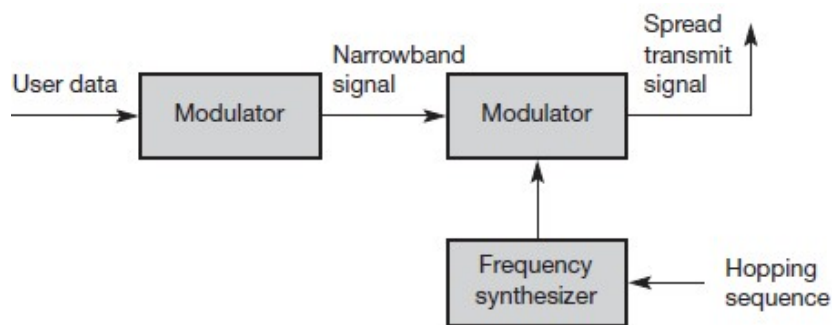 User data
Modulator
Narrowband
signal
Modulator
Spread
transmit
signal
Frequency
synthesizer
Hopping
sequence